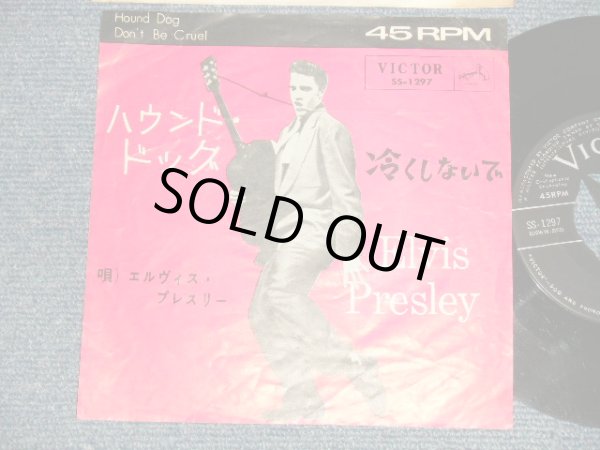 Hound Dog
Don't Be Cruel
45 RPM
VICTOR
SS-1297
ハウンド・
ドッグ
冷くしないで
Elvis
Presley
唄)エルヴィス・
プレスリー
SOLD OUT
VICTOR
45RPM
SS-1297